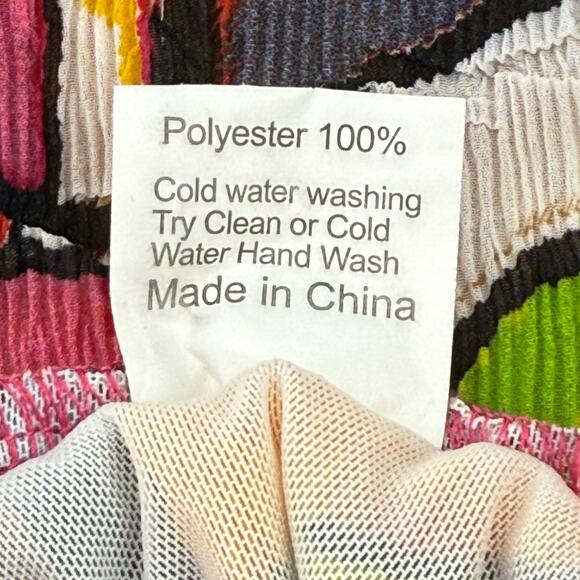 Polyester 100%
Cold water washing
Try Clean or Cold
Water Hand Wash
Made in China